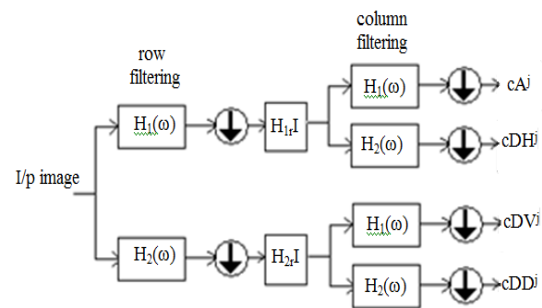 row
filtering
column
filtering
H₁(ω)
H₁ᵣI
H₁(ω)
cAʲ
H₂(ω)
cDHʲ
I/p image
H₂(ω)
H₂ᵣI
H₁(ω)
cDVʲ
H₂(ω)
cDDʲ